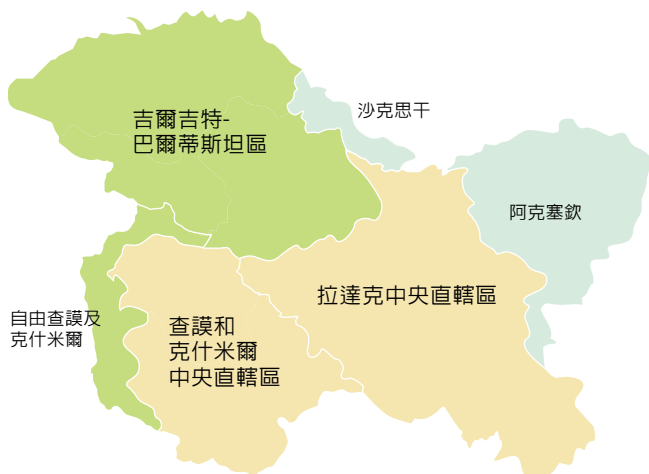 吉爾吉特-
巴爾蒂斯坦區
沙克思干
阿克塞欽
拉達克中央直轄區
自由查謨及
克什米爾
查謨和
克什米爾
中央直轄區